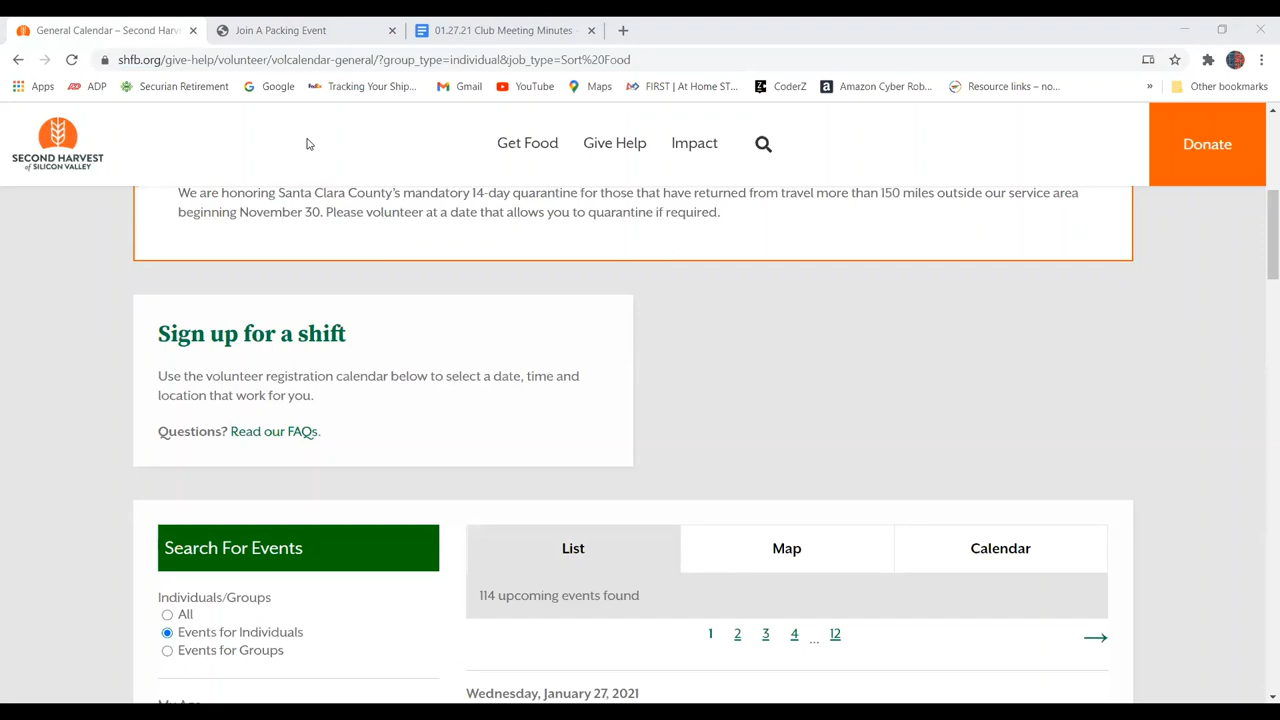 General Calendar – Second Harv
Join A Packing Event
01.27.21 Club Meeting Minutes
shfb.org/give-help/volunteer/volcalendar-general/?group_type=individual&job_type=Sort%20Food
Apps
ADP
Securian Retirement
Google
Tracking Your Ship...
Gmail
YouTube
Maps
FIRST | At Home ST...
CoderZ
Amazon Cyber Rob...
Resource links – no...
»
Other bookmarks
SECOND HARVEST
of SILICON VALLEY
Get Food
Give Help
Impact
Donate
We are honoring Santa Clara County's mandatory 14-day quarantine for those that have returned from travel more than 150 miles outside our service area
beginning November 30. Please volunteer at a date that allows you to quarantine if required.
Sign up for a shift
Use the volunteer registration calendar below to select a date, time and
location that work for you.
Questions? Read our FAQs.
Search For Events
List
Map
Calendar
Individuals/Groups
All
Events for Individuals
Events for Groups
114 upcoming events found
1 2 3 4 ... 12
Wednesday, January 27, 2021